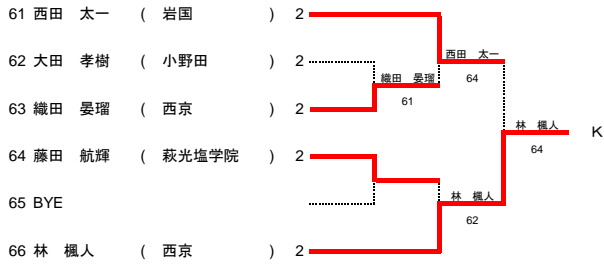 61 西田 太一 ( 岩国 ) 2
西田 太一
62 大田 孝樹 ( 小野田 ) 2
織田 晏瑠
64
63 織田 晏瑠 ( 西京 ) 2
61
林 楓人
K
64
64 藤田 航輝 ( 萩光塩学院 ) 2
65 BYE
林 楓人
62
66 林 楓人 ( 西京 ) 2